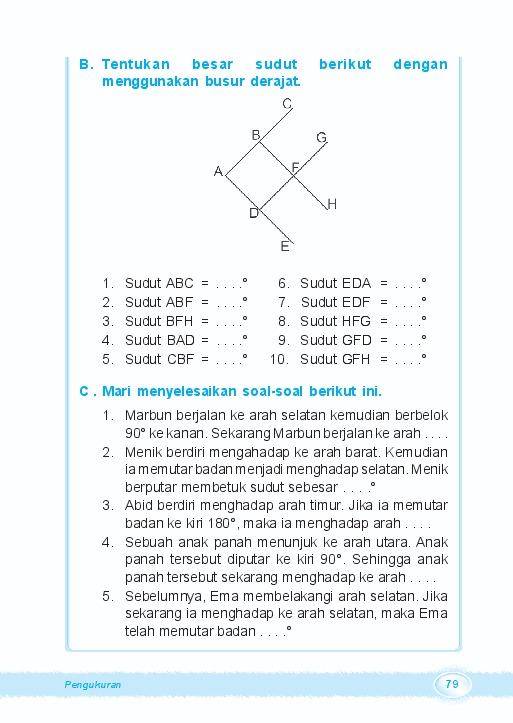 B. Tentukan besar sudut berikut dengan
menggunakan busur derajat.
C
B
G
A
F
D
H
E
1. Sudut ABC = . . . .° 6. Sudut EDA = . . . .°
2. Sudut ABF = . . . .° 7. Sudut EDF = . . . .°
3. Sudut BFH = . . . .° 8. Sudut HFG = . . . .°
4. Sudut BAD = . . . .° 9. Sudut GFD = . . . .°
5. Sudut CBF = . . . .° 10. Sudut GFH = . . . .°
C . Mari menyelesaikan soal-soal berikut ini.
1. Marbun berjalan ke arah selatan kemudian berbelok
90° ke kanan. Sekarang Marbun berjalan ke arah . . . .
2. Menik berdiri mengahadap ke arah barat. Kemudian
ia memutar badan menjadi menghadap selatan. Menik
berputar membetuk sudut sebesar . . . .°
3. Abid berdiri menghadap arah timur. Jika ia memutar
badan ke kiri 180°, maka ia menghadap arah . . . .
4. Sebuah anak panah menunjuk ke arah utara. Anak
panah tersebut diputar ke kiri 90°. Sehingga anak
panah tersebut sekarang menghadap ke arah . . . .
5. Sebelumnya, Ema membelakangi arah selatan. Jika
sekarang ia menghadap ke arah selatan, maka Ema
telah memutar badan . . . .°
Pengukuran
79